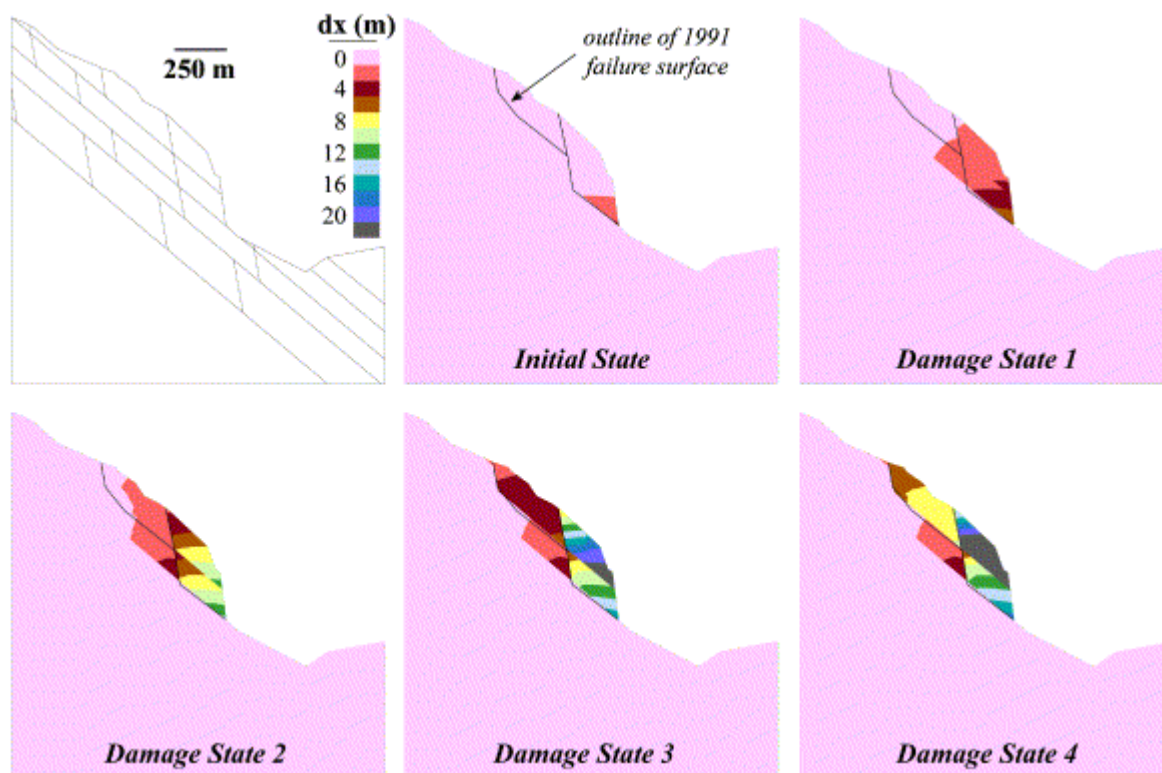 dx (m)
250 m
0
4
8
12
16
20
outline of 1991
failure surface
Initial State
Damage State 1
Damage State 2
Damage State 3
Damage State 4